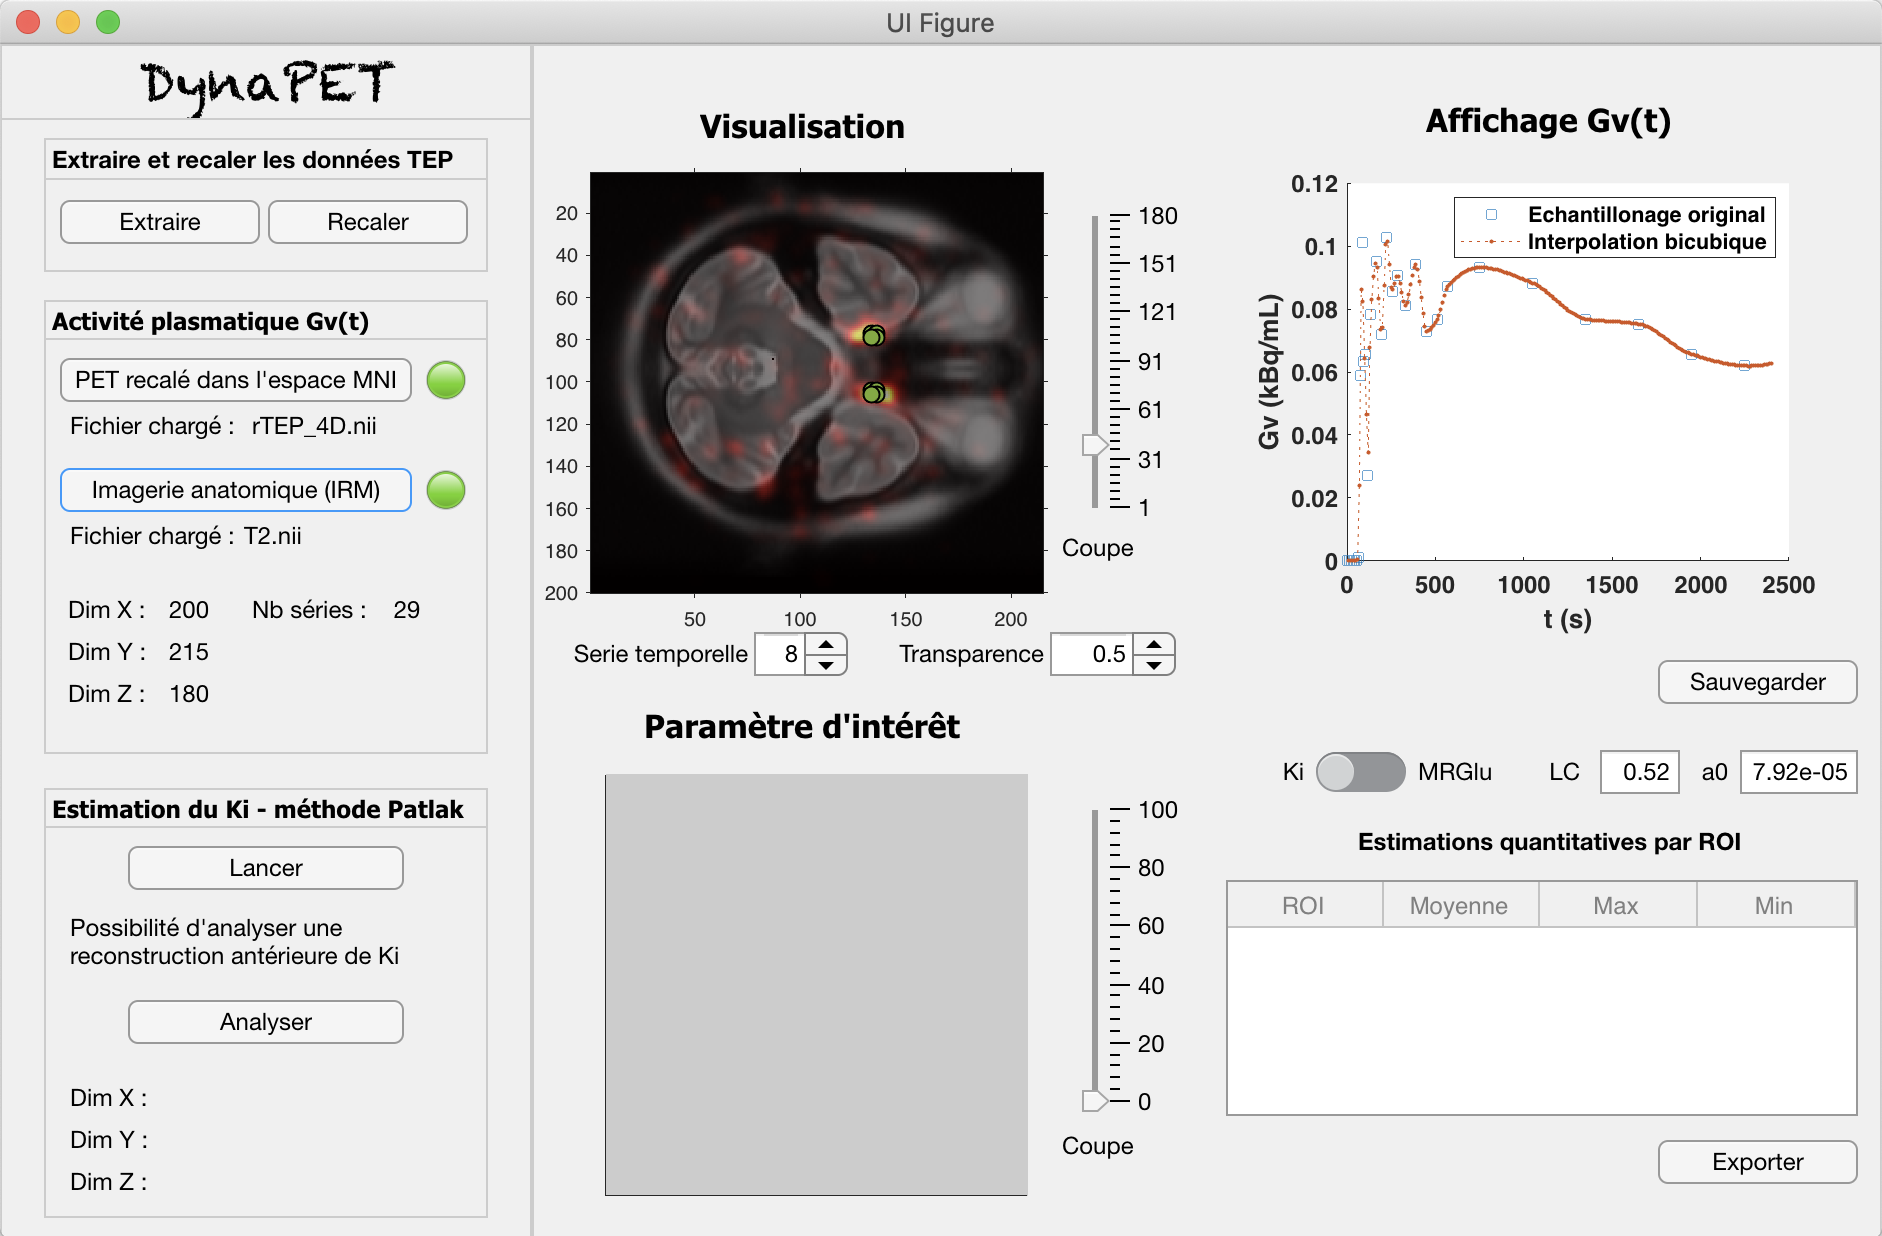 UI Figure
DynaPET
Extraire et recaler les données TEP
Extraire
Recaler
Activité plasmatique Gv(t)
PET recalé dans l'espace MNI
Fichier chargé : rTEP_4D.nii
Imagerie anatomique (IRM)
Fichier chargé : T2.nii
Dim X : 200 Nb séries : 29
Dim Y : 215
Dim Z : 180
Estimation du Ki - méthode Patlak
Lancer
Possibilité d'analyser une
reconstruction antérieure de Ki
Analyser
Dim X :
Dim Y :
Dim Z :
Visualisation
20
40
60
80
100
120
140
160
180
200
50 100 150 200
180
151
121
91
61
31
1
Coupe
Serie temporelle 8
Transparence 0.5
Paramètre d'intérêt
100
80
60
40
20
0
Coupe
Affichage Gv(t)
Echantillonage original
Interpolation bicubique
Gv (kBq/mL)
0.12
0.1
0.08
0.06
0.04
0.02
0
0 500 1000 1500 2000 2500
t (s)
Sauvegarder
Ki MRGlu LC 0.52 a0 7.92e-05
Estimations quantitatives par ROI
ROI Moyenne Max Min
Exporter